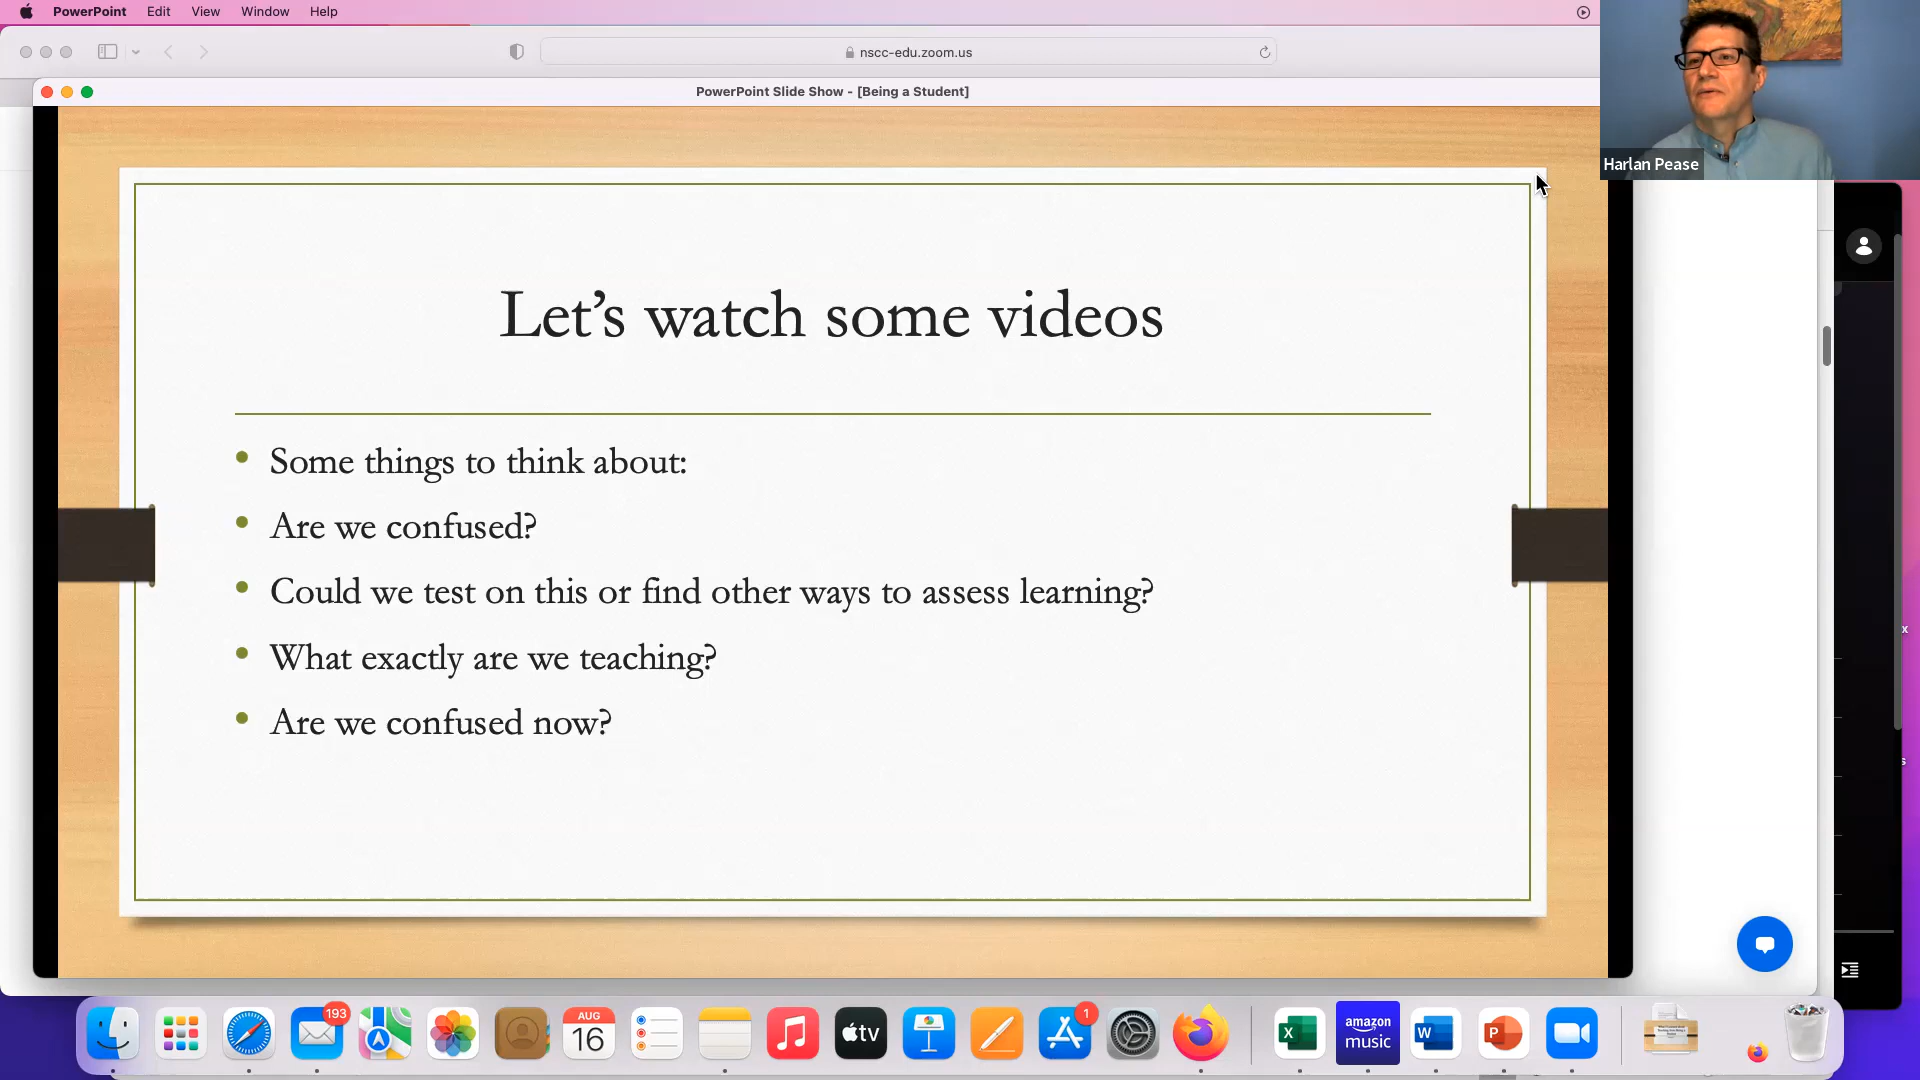 PowerPoint Edit View Window Help
nscc-edu.zoom.us
PowerPoint Slide Show - [Being a Student]
Harlan Pease
Let’s watch some videos
Some things to think about:
Are we confused?
Could we test on this or find other ways to assess learning?
What exactly are we teaching?
Are we confused now?
x
s
193
AUG
16
tv
1
X
amazon
music
W
P